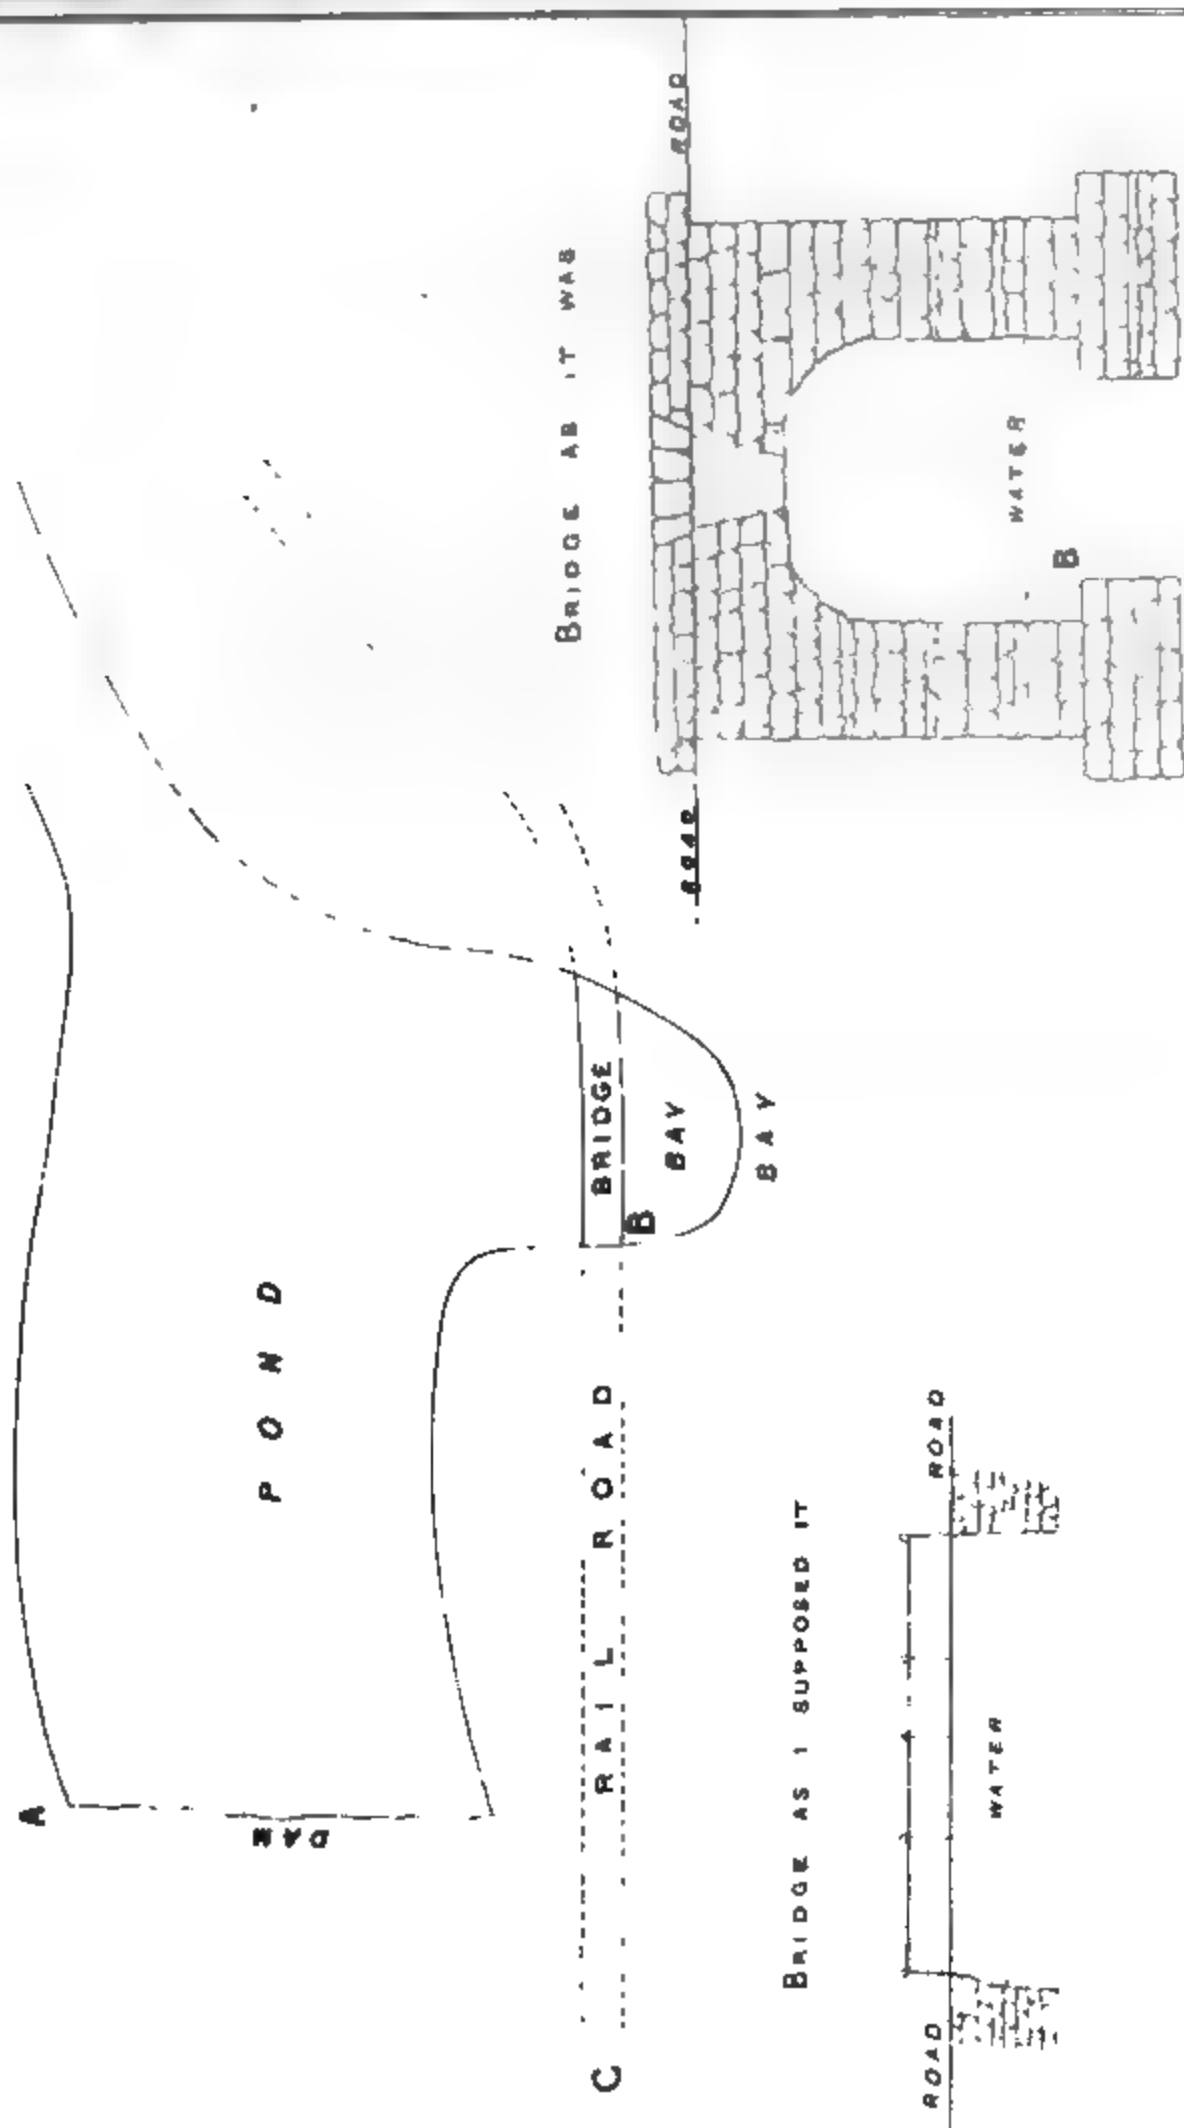 A
DAM
POND
RAIL ROAD
C
BRIDGE
B
BAY
BAY
BRIDGE AS IT WAS
ROAD
ROAD
WATER
B
BRIDGE AS I SUPPOSED IT
ROAD
ROAD
WATER